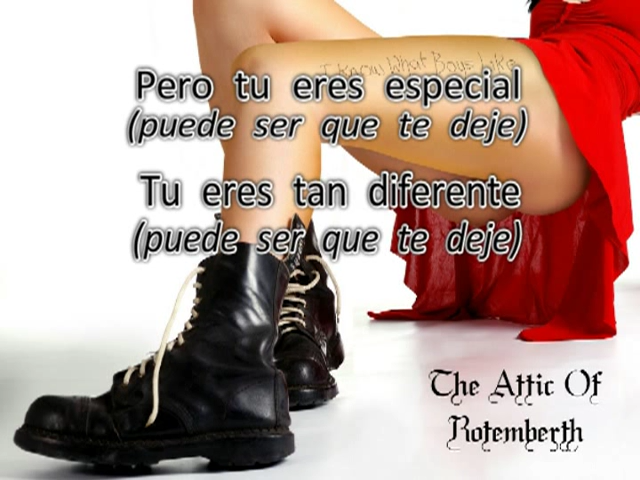 I Know What Boys Like
Pero tu eres especial
(puede ser que te deje)
Tu eres tan diferente
(puede ser que te deje)
The Attic Of
Rotemberth